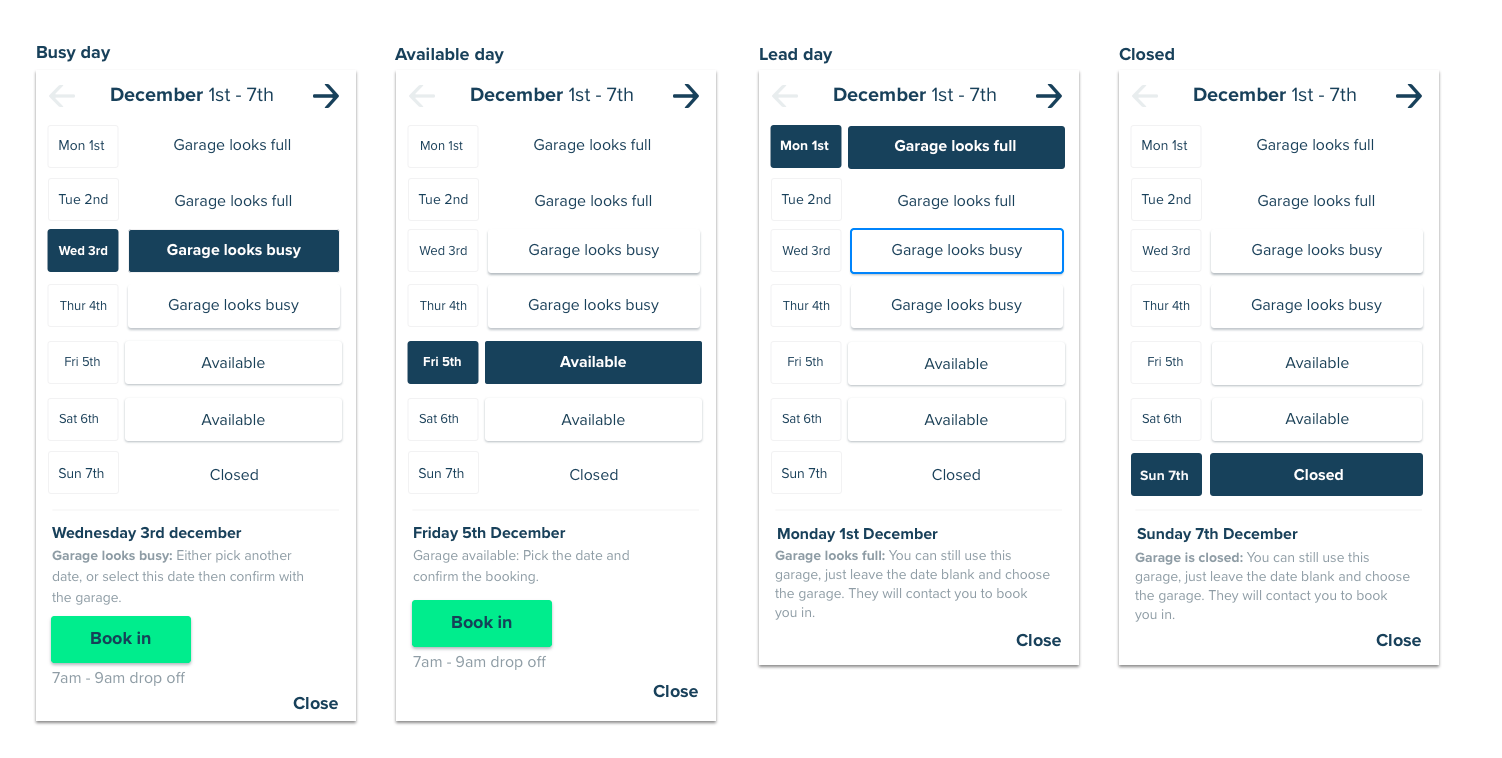 Busy day
December 1st - 7th
Mon 1st
Garage looks full
Tue 2nd
Garage looks full
Wed 3rd
Garage looks busy
Thur 4th
Garage looks busy
Fri 5th
Available
Sat 6th
Available
Sun 7th
Closed
Wednesday 3rd december
Garage looks busy: Either pick another
date, or select this date then confirm with
the garage.
Book in
7am - 9am drop off
Close
Available day
December 1st - 7th
Mon 1st
Garage looks full
Tue 2nd
Garage looks full
Wed 3rd
Garage looks busy
Thur 4th
Garage looks busy
Fri 5th
Available
Sat 6th
Available
Sun 7th
Closed
Friday 5th December
Garage available: Pick the date and
confirm the booking.
Book in
7am - 9am drop off
Close
Lead day
December 1st - 7th
Mon 1st
Garage looks full
Tue 2nd
Garage looks full
Wed 3rd
Garage looks busy
Thur 4th
Garage looks busy
Fri 5th
Available
Sat 6th
Available
Sun 7th
Closed
Monday 1st December
Garage looks full: You can still use this
garage, just leave the date blank and choose
the garage. They will contact you to book
you in.
Close
Closed
December 1st - 7th
Mon 1st
Garage looks full
Tue 2nd
Garage looks full
Wed 3rd
Garage looks busy
Thur 4th
Garage looks busy
Fri 5th
Available
Sat 6th
Available
Sun 7th
Closed
Sunday 7th December
Garage is closed: You can still use this
garage, just leave the date blank and choose
the garage. They will contact you to book
you in.
Close